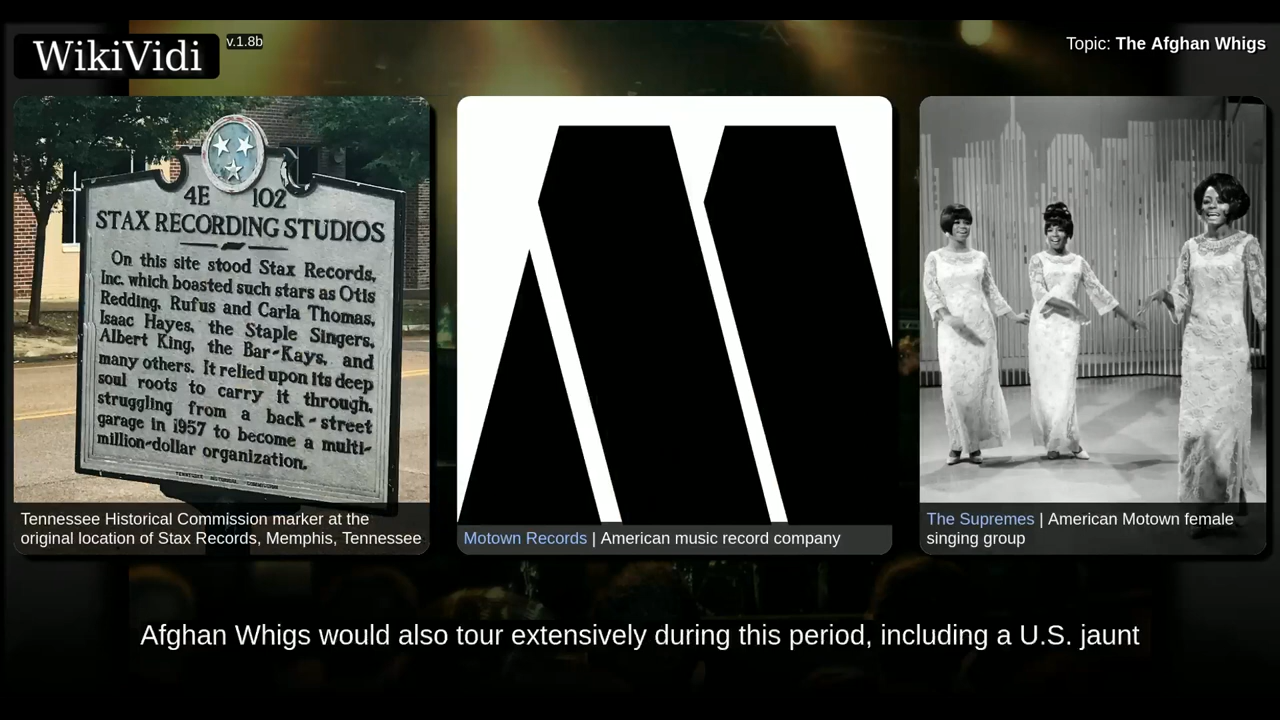 WikiVidi
v.1.8b
Topic: The Afghan Whigs
4E 102
STAX RECORDING STUDIOS
On this site stood Stax Records,
Inc. which boasted such stars as Otis
Redding, Rufus and Carla Thomas,
Isaac Hayes, the Staple Singers,
Albert King, the Bar-Kays, and
many others. It relied upon its deep
soul roots to carry it through,
struggling from a back-street
garage in 1957 to become a multi-
million-dollar organization.
TENNESSEE HISTORICAL COMMISSION
Tennessee Historical Commission marker at the
original location of Stax Records, Memphis, Tennessee
Motown Records | American music record company
The Supremes | American Motown female
singing group
Afghan Whigs would also tour extensively during this period, including a U.S. jaunt